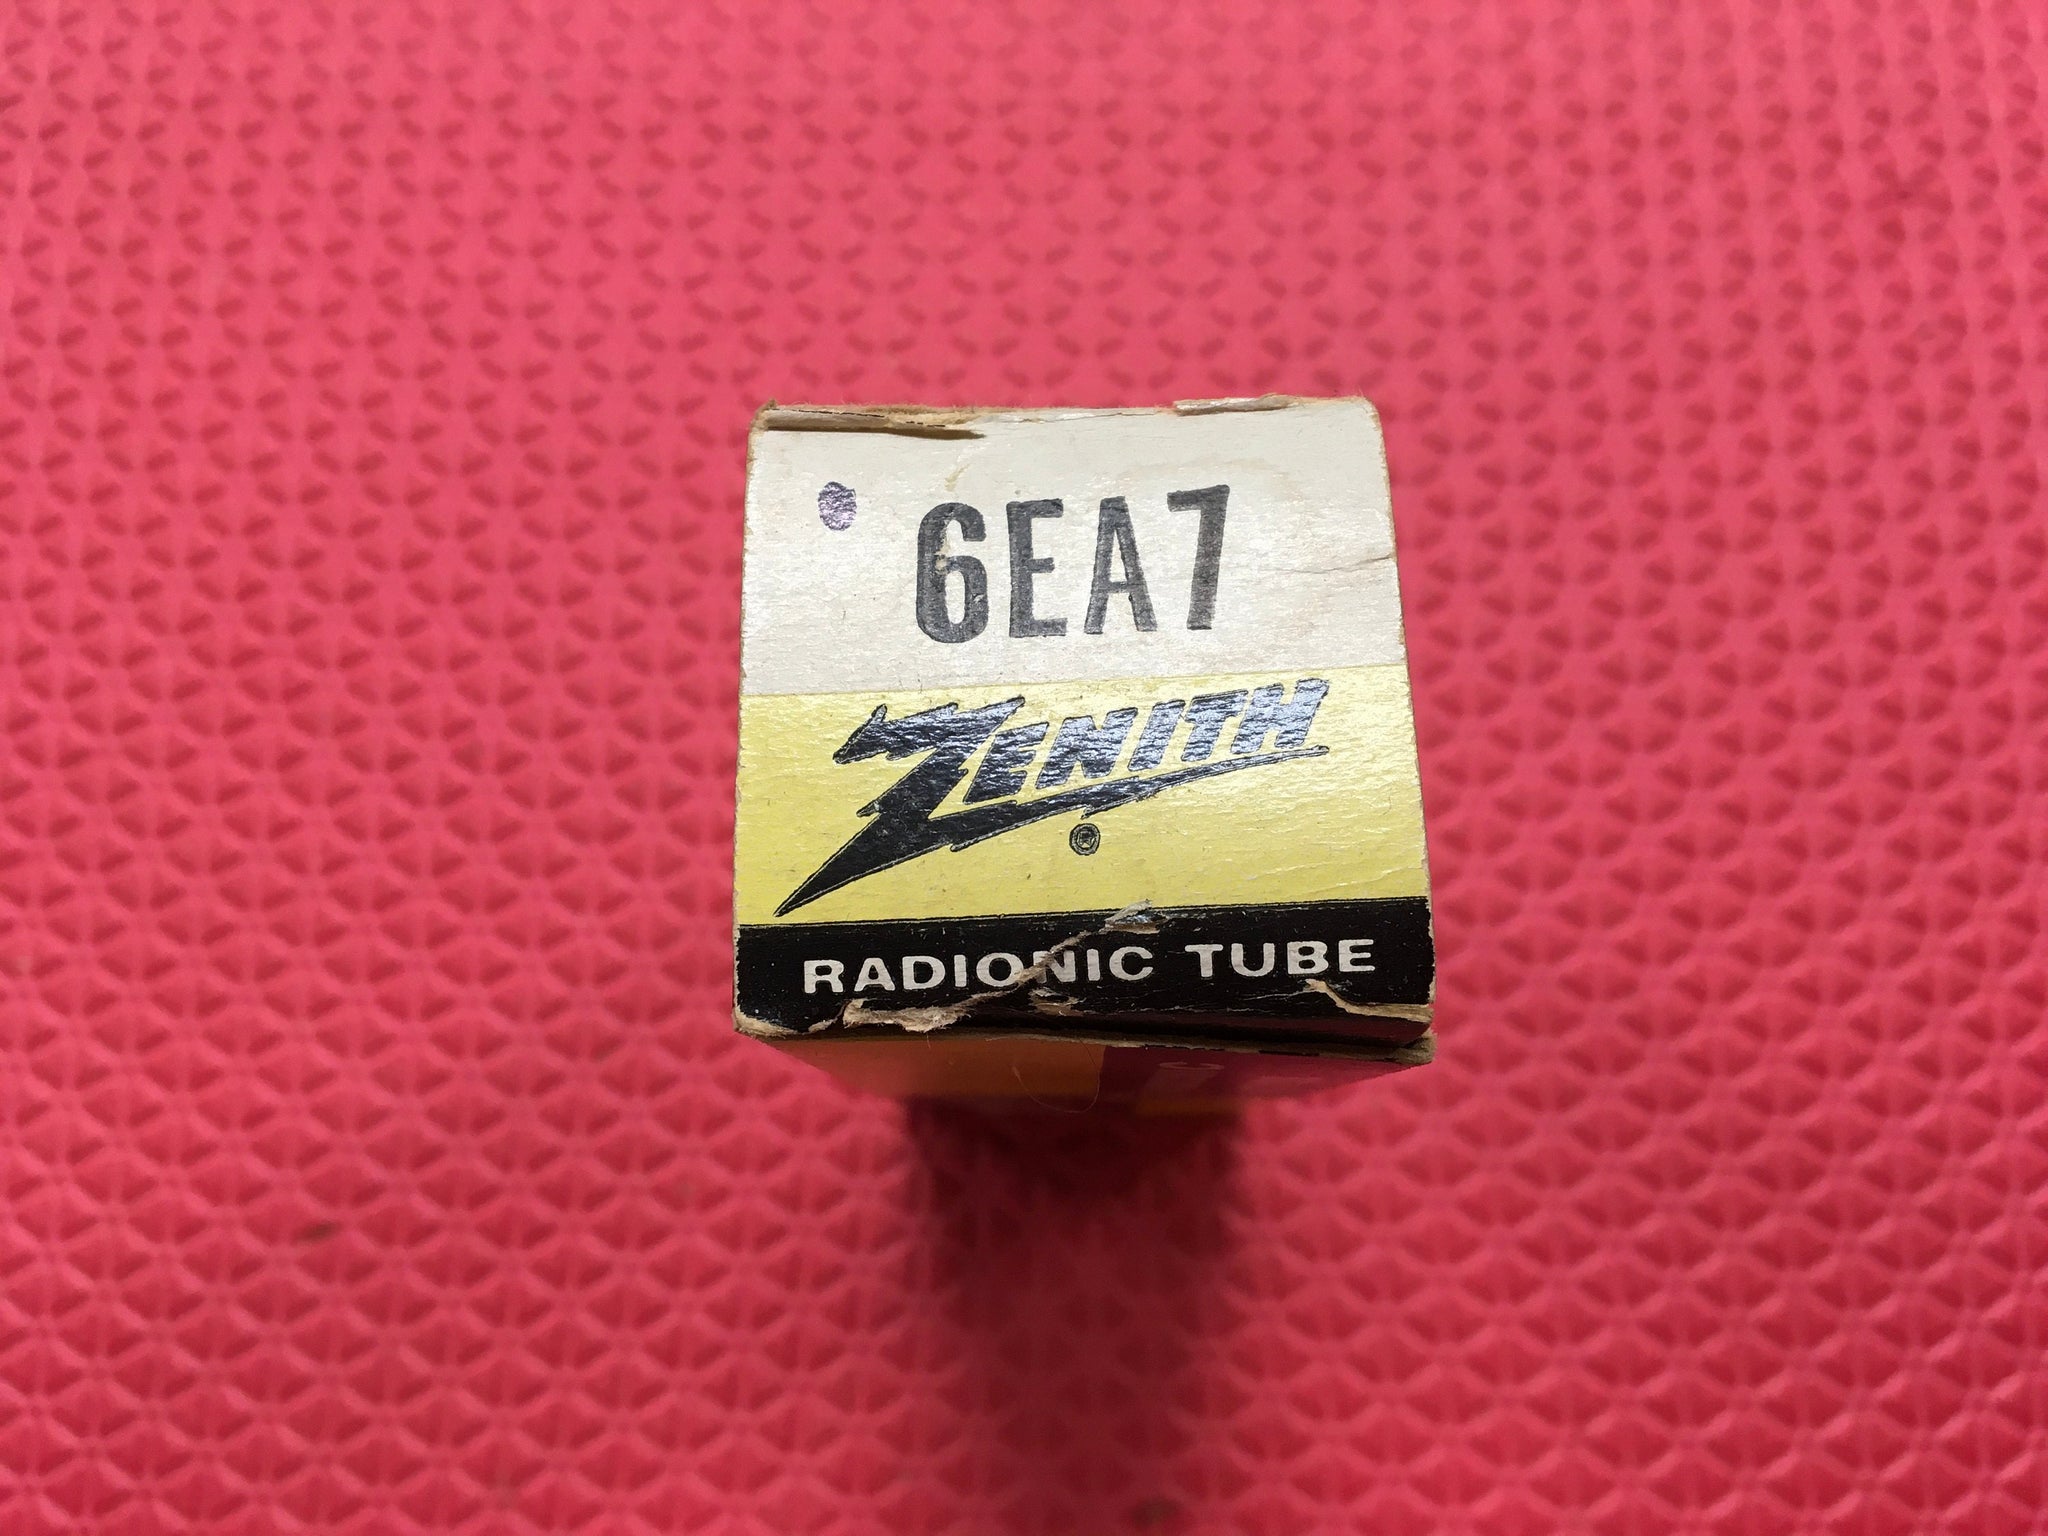 6EA7
ZENITH
®
RADIONIC TUBE